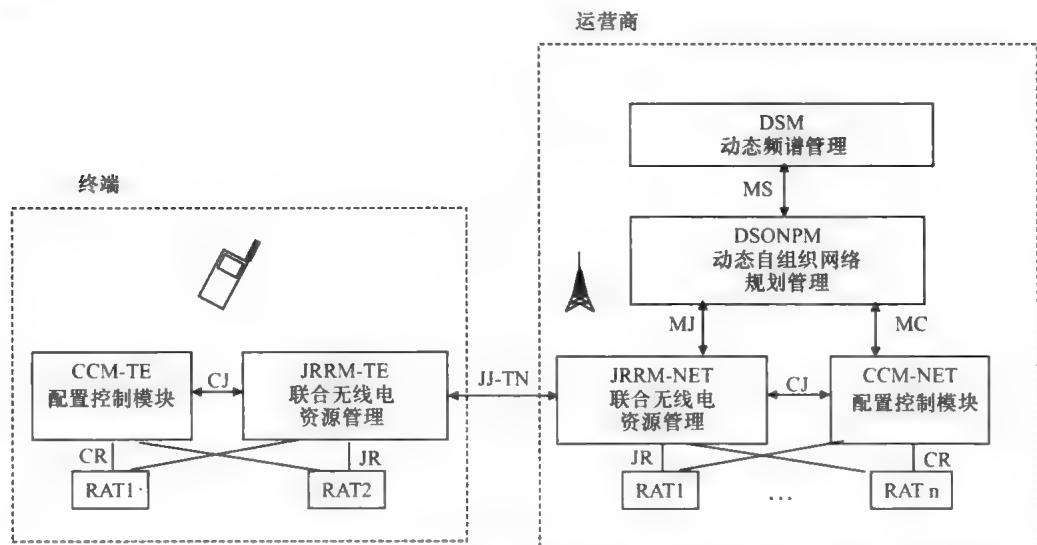 运营商
DSM
动态频谱管理
MS
DSONPM
动态自组织网络
规划管理
MJ
MC
终端
CCM-TE
配置控制模块
CJ
JRRM-TE
联合无线电
资源管理
JJ-TN
JRRM-NET
联合无线电
资源管理
CJ
CCM-NET
配置控制模块
CR
JR
JR
CR
RAT1
RAT2
RAT1
…
RAT n